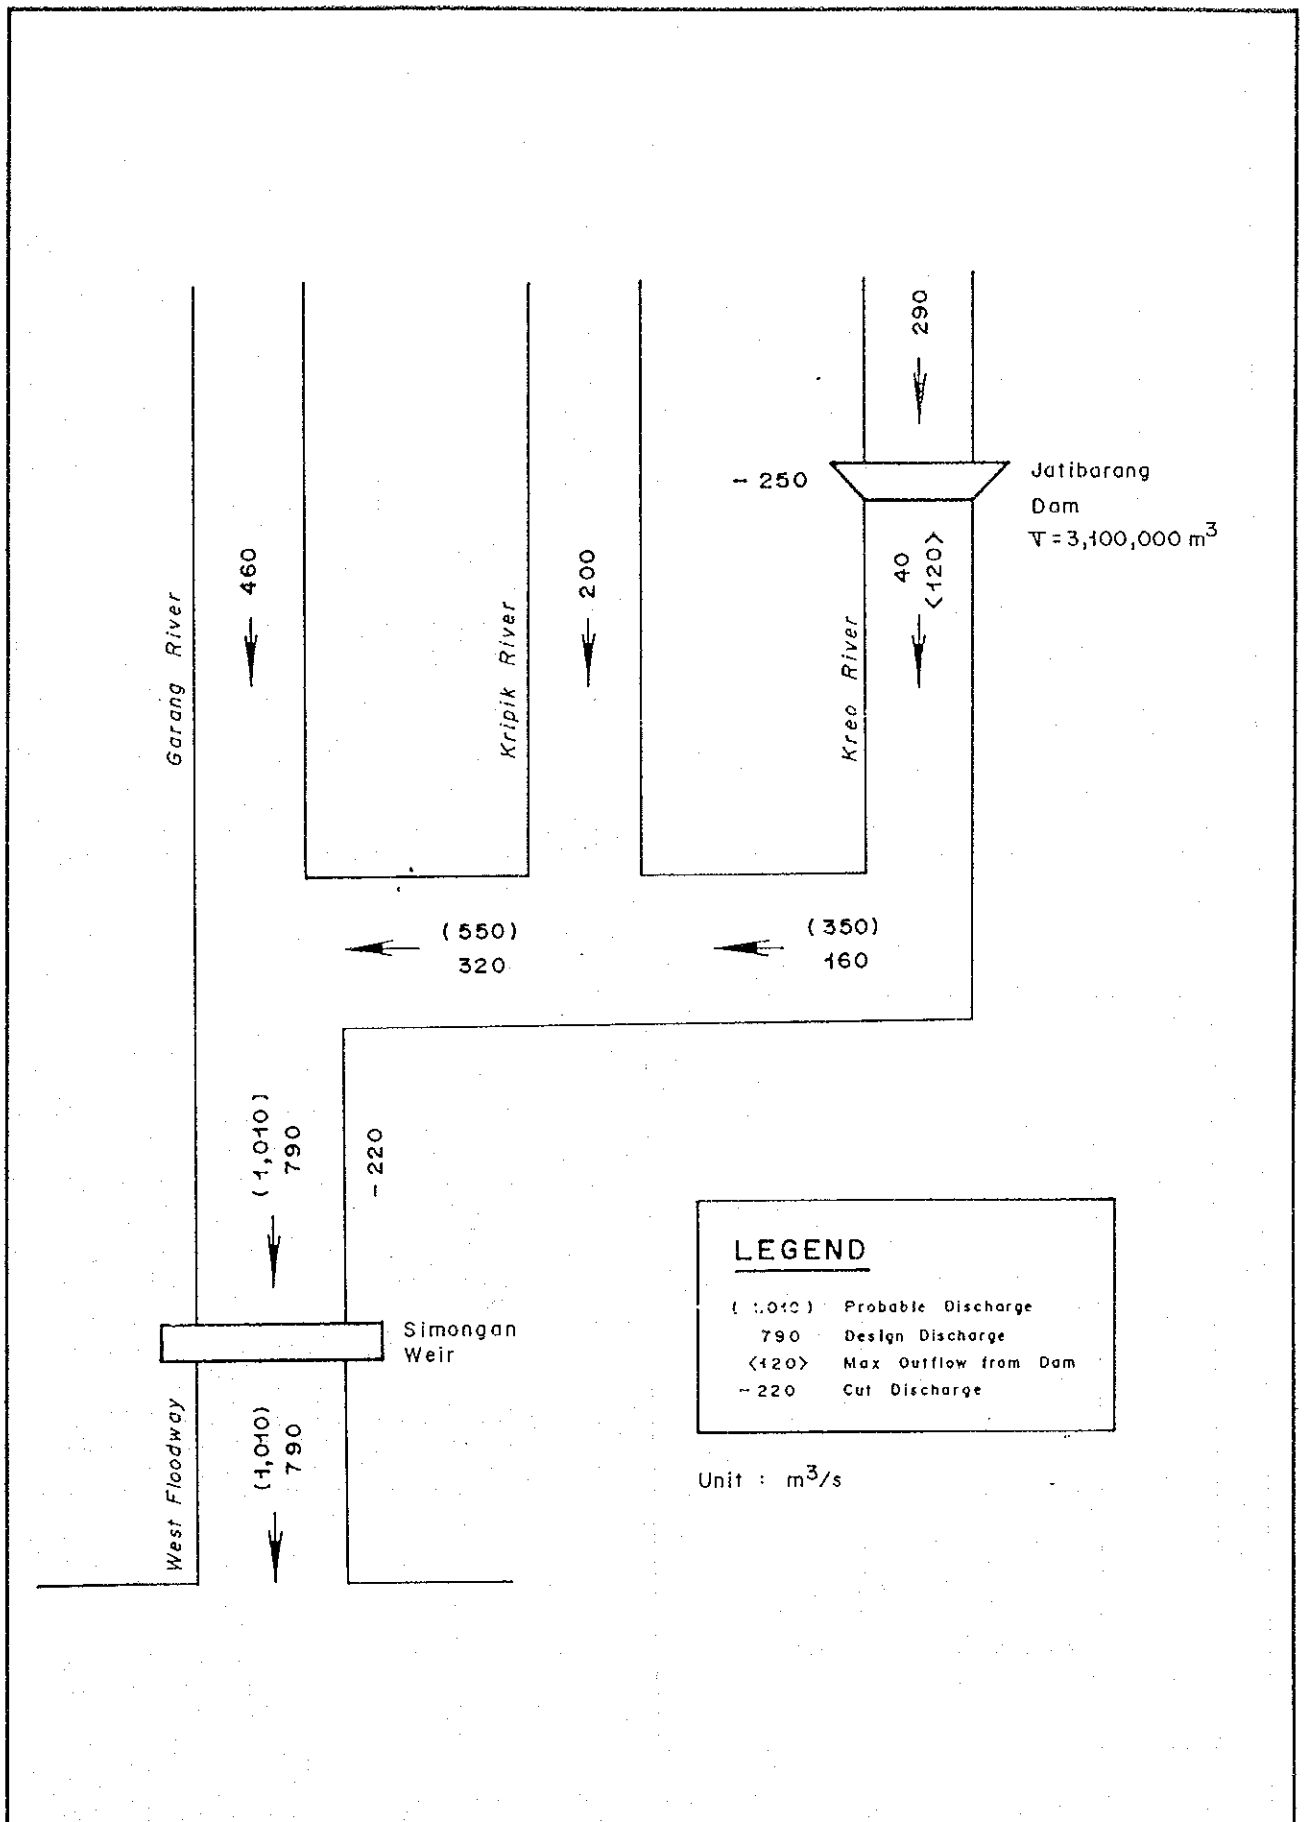 290
- 250
Jatibarang
Dam
V = 3,100,000 m³
40
<120>
460
200
Garang River
Kripik River
Kreo River
(550)
320
(350)
160
(1,010)
790
- 220
Simongan
Weir
(1,010)
790
West Floodway
LEGEND
(1,010) Probable Discharge
790 Design Discharge
<120> Max Outflow from Dam
- 220 Cut Discharge
Unit : m³/s